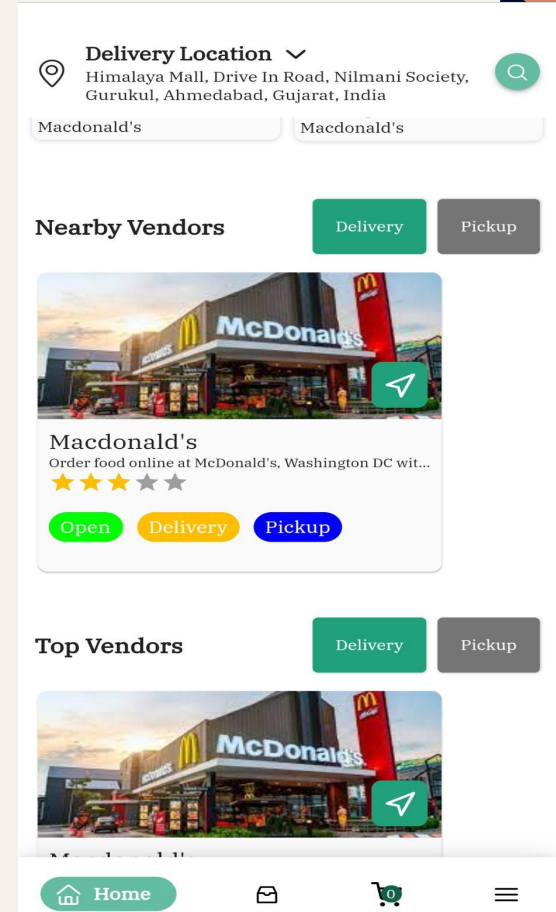 Delivery Location
Himalaya Mall, Drive In Road, Nilmani Society,
Gurukul, Ahmedabad, Gujarat, India
Macdonald's
Macdonald's
Nearby Vendors
Delivery
Pickup
McDonald's
Macdonald's
Order food online at McDonald's, Washington DC wit...
Open
Delivery
Pickup
Top Vendors
Delivery
Pickup
McDonald's
Macdonald's
Home
0